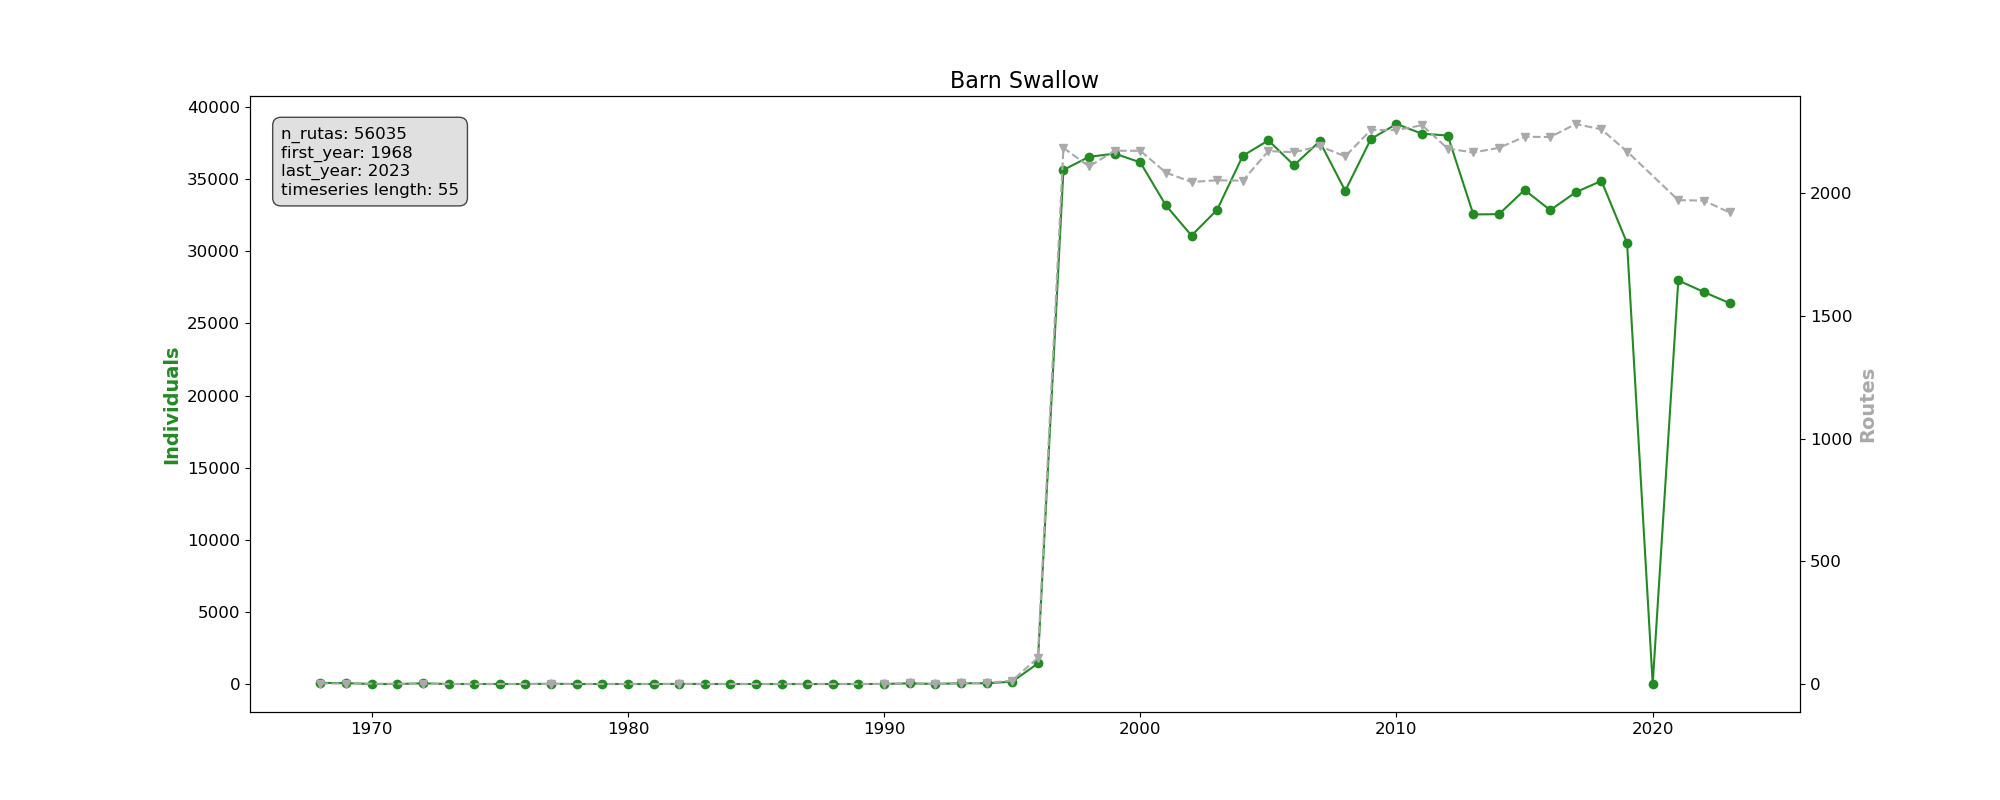 Barn Swallow
n_rutas: 56035
first_year: 1968
last_year: 2023
timeseries length: 55
Individuals
40000
35000
30000
25000
20000
15000
10000
5000
0
Routes
2000
1500
1000
500
0
1970
1980
1990
2000
2010
2020